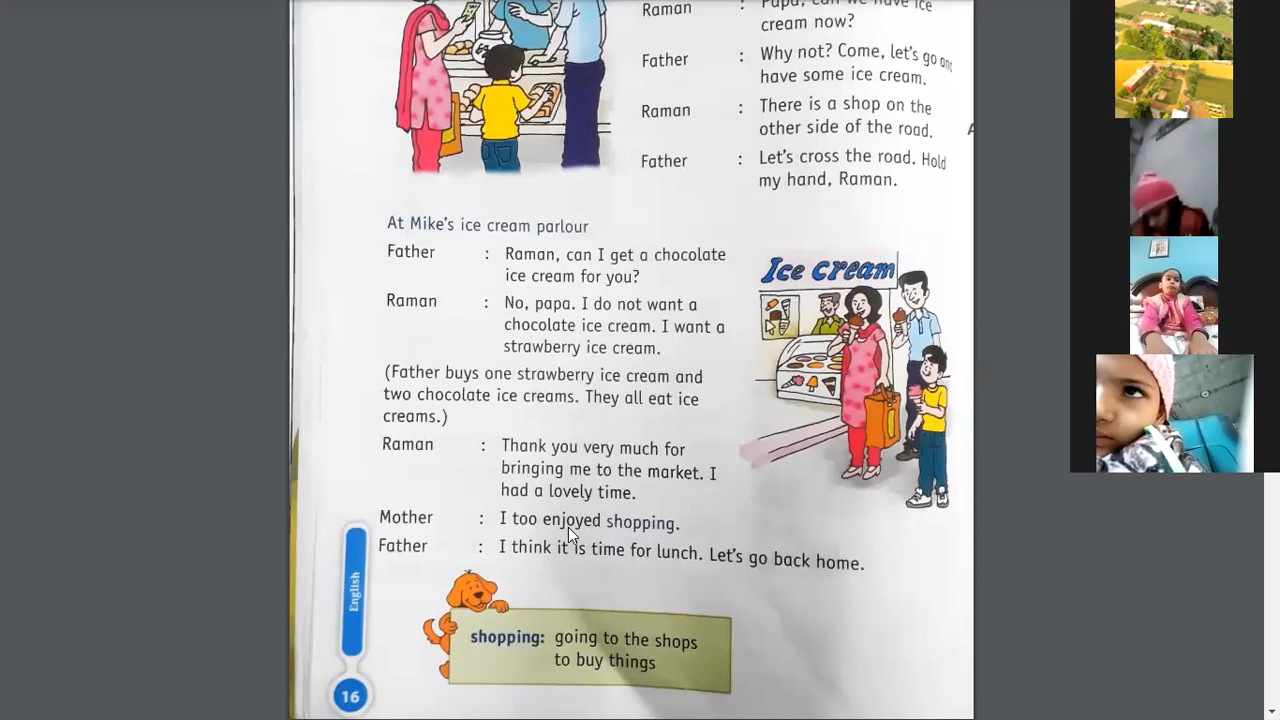 Raman : Papa, can we have ice
cream now?
Father : Why not? Come, let's go and
have some ice cream.
Raman : There is a shop on the
other side of the road.
Father : Let's cross the road. Hold
my hand, Raman.
At Mike's ice cream parlour
Father : Raman, can I get a chocolate
ice cream for you?
Raman : No, papa. I do not want a
chocolate ice cream. I want a
strawberry ice cream.
(Father buys one strawberry ice cream and
two chocolate ice creams. They all eat ice
creams.)
Raman : Thank you very much for
bringing me to the market. I
had a lovely time.
Mother : I too enjoyed shopping.
Father : I think it is time for lunch. Let's go back home.
Ice cream
shopping: going to the shops
to buy things
English
16